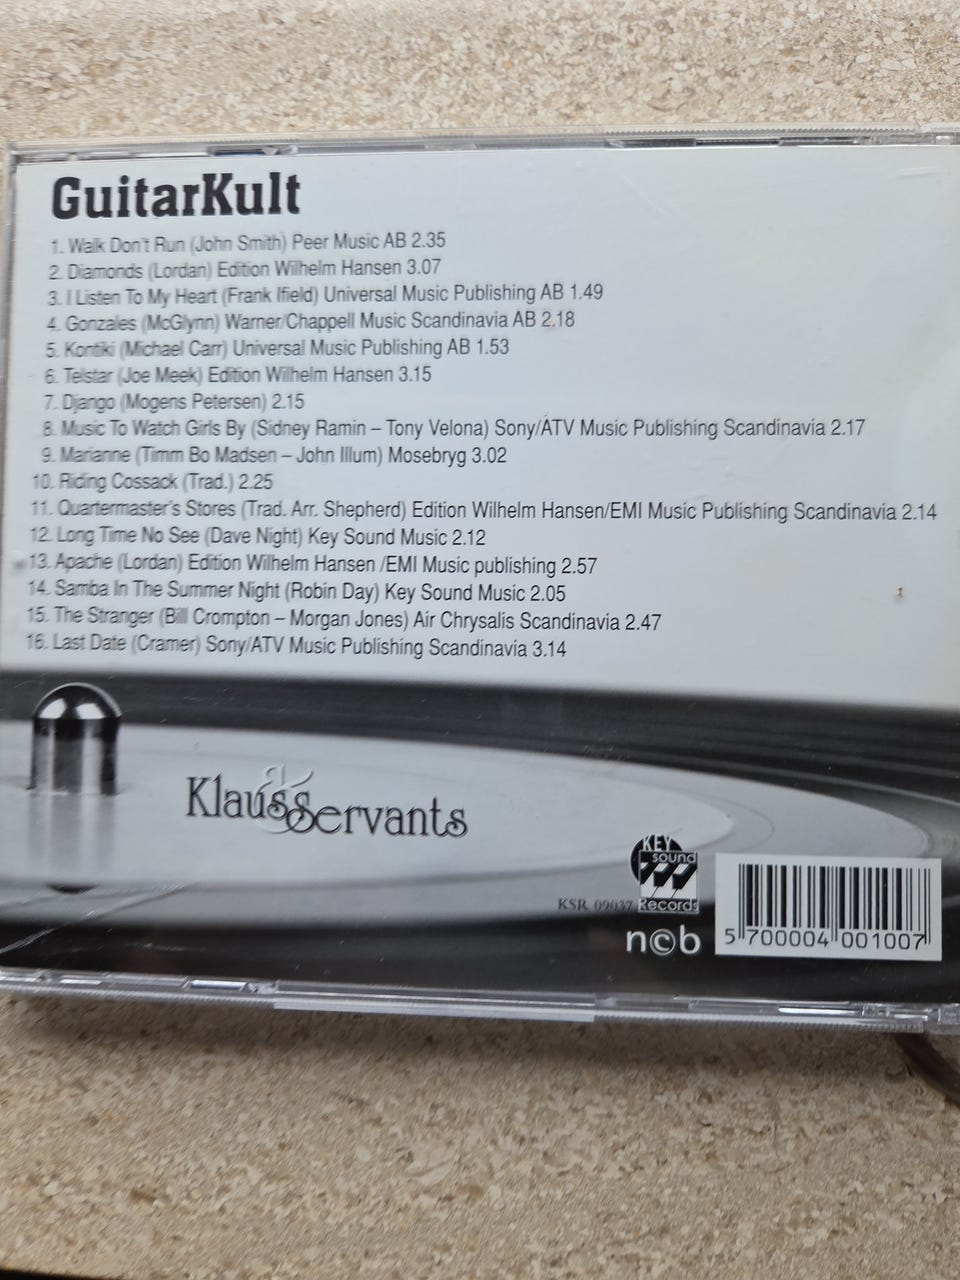 GuitarKult
1. Walk Don't Run (John Smith) Peer Music AB 2.35
2. Diamonds (Lordan) Edition Wilhelm Hansen 3.07
3. I Listen To My Heart (Frank Ifield) Universal Music Publishing AB 1.49
4. Gonzales (McGlynn) Warner/Chappell Music Scandinavia AB 2.18
5. Kontiki (Michael Carr) Universal Music Publishing AB 1.53
6. Telstar (Joe Meek) Edition Wilhelm Hansen 3.15
7. Django (Mogens Petersen) 2.15
8. Music To Watch Girls By (Sidney Ramin – Tony Velona) Sony/ATV Music Publishing Scandinavia 2.17
9. Marianne (Timm Bo Madsen – John Illum) Mosebryg 3.02
10. Riding Cossack (Trad.) 2.25
11. Quartermaster's Stores (Trad. Arr. Shepherd) Edition Wilhelm Hansen/EMI Music Publishing Scandinavia 2.14
12. Long Time No See (Dave Night) Key Sound Music 2.12
13. Apache (Lordan) Edition Wilhelm Hansen /EMI Music publishing 2.57
14. Samba In The Summer Night (Robin Day) Key Sound Music 2.05
15. The Stranger (Bill Crompton – Morgan Jones) Air Chrysalis Scandinavia 2.47
16. Last Date (Cramer) Sony/ATV Music Publishing Scandinavia 3.14
Klaus & Servants
KEY
sound
KSR 09037 Records
n©b
5 700004 001007